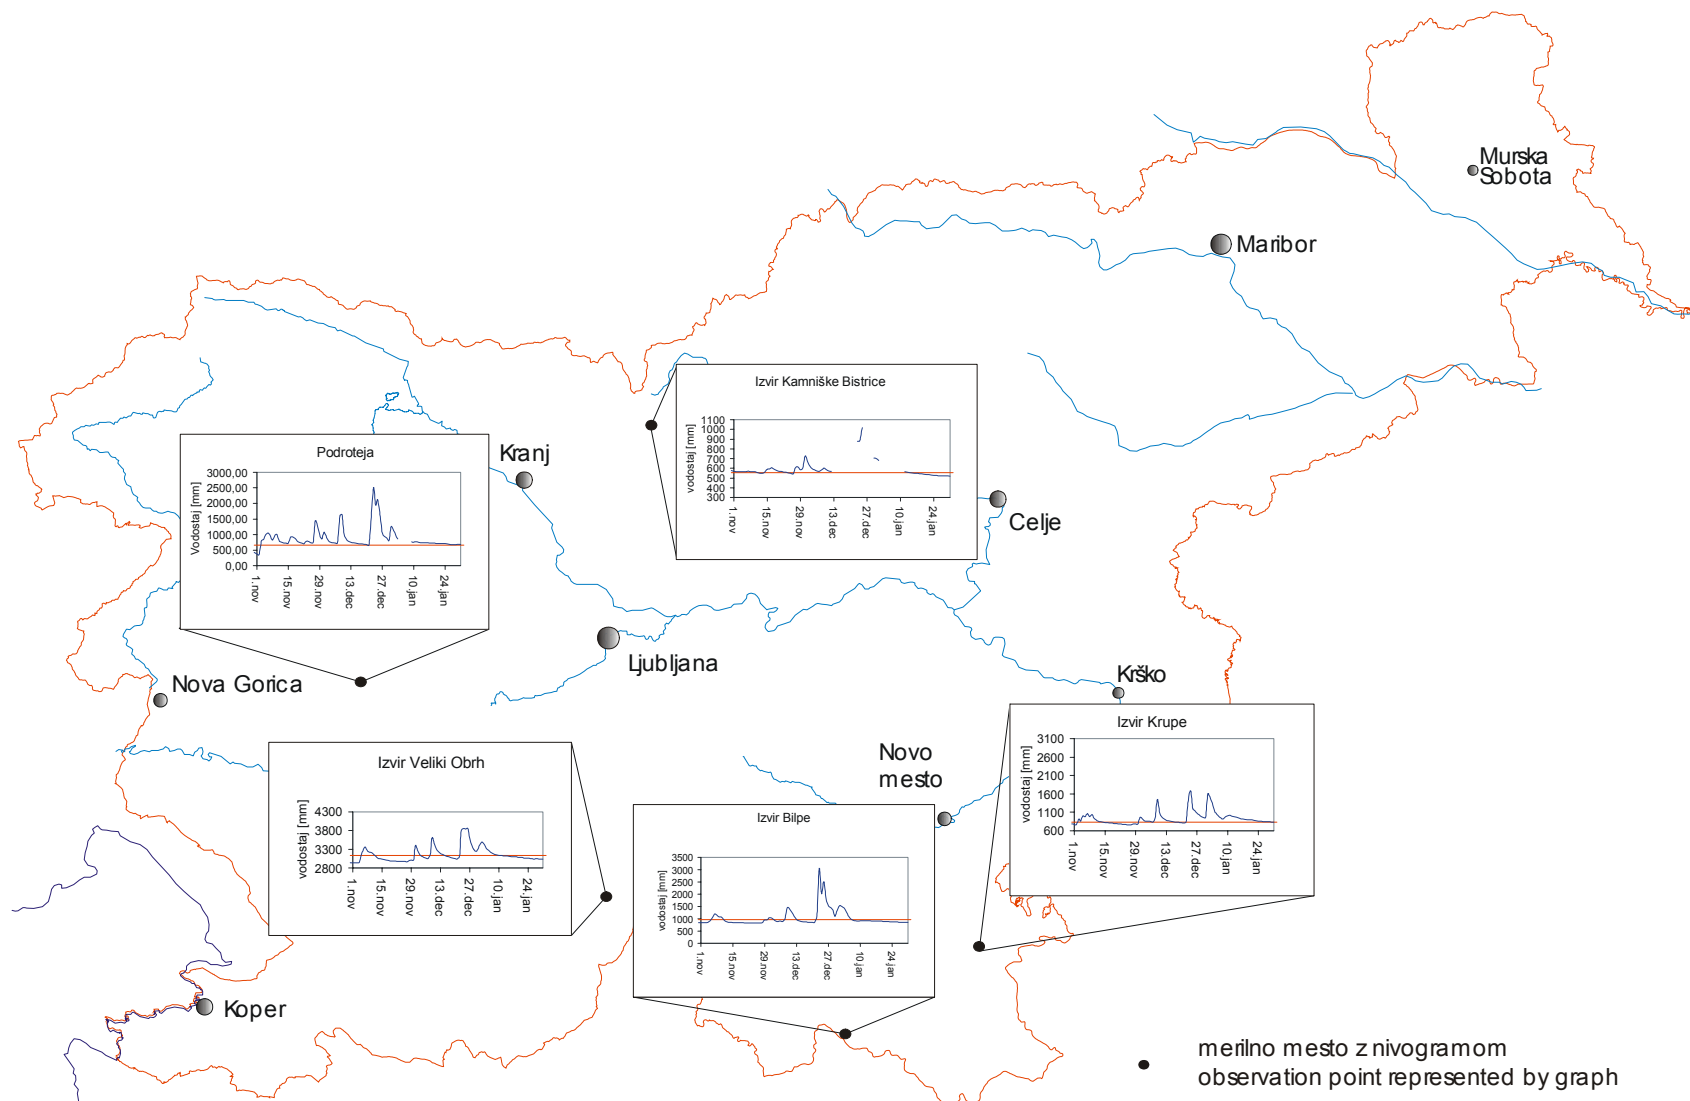 Murska
Sobota
Maribor
Izvir Kamniške Bistrice
vodostaj [mm]
1100
1000
900
800
700
600
500
400
300
1.nov
15.nov
29.nov
13.dec
27.dec
10.jan
24.jan
Podroteja
Vodostaj [mm]
3000,00
2500,00
2000,00
1500,00
1000,00
500,00
0,00
1.nov
15.nov
29.nov
13.dec
27.dec
10.jan
24.jan
Kranj
Celje
Ljubljana
Nova Gorica
Krško
Izvir Krupe
vodostaj [mm]
3100
2600
2100
1600
1100
600
1.nov
15.nov
29.nov
13.dec
27.dec
10.jan
24.jan
Novo
mesto
Izvir Veliki Obrh
vodostaj [mm]
4300
3800
3300
2800
1.nov
15.nov
29.nov
13.dec
27.dec
10.jan
24.jan
Izvir Bilpe
vodostaj [mm]
3500
3000
2500
2000
1500
1000
500
0
1.nov
15.nov
29.nov
13.dec
27.dec
10.jan
24.jan
Koper
merilno mesto z nivogramom
observation point represented by graph